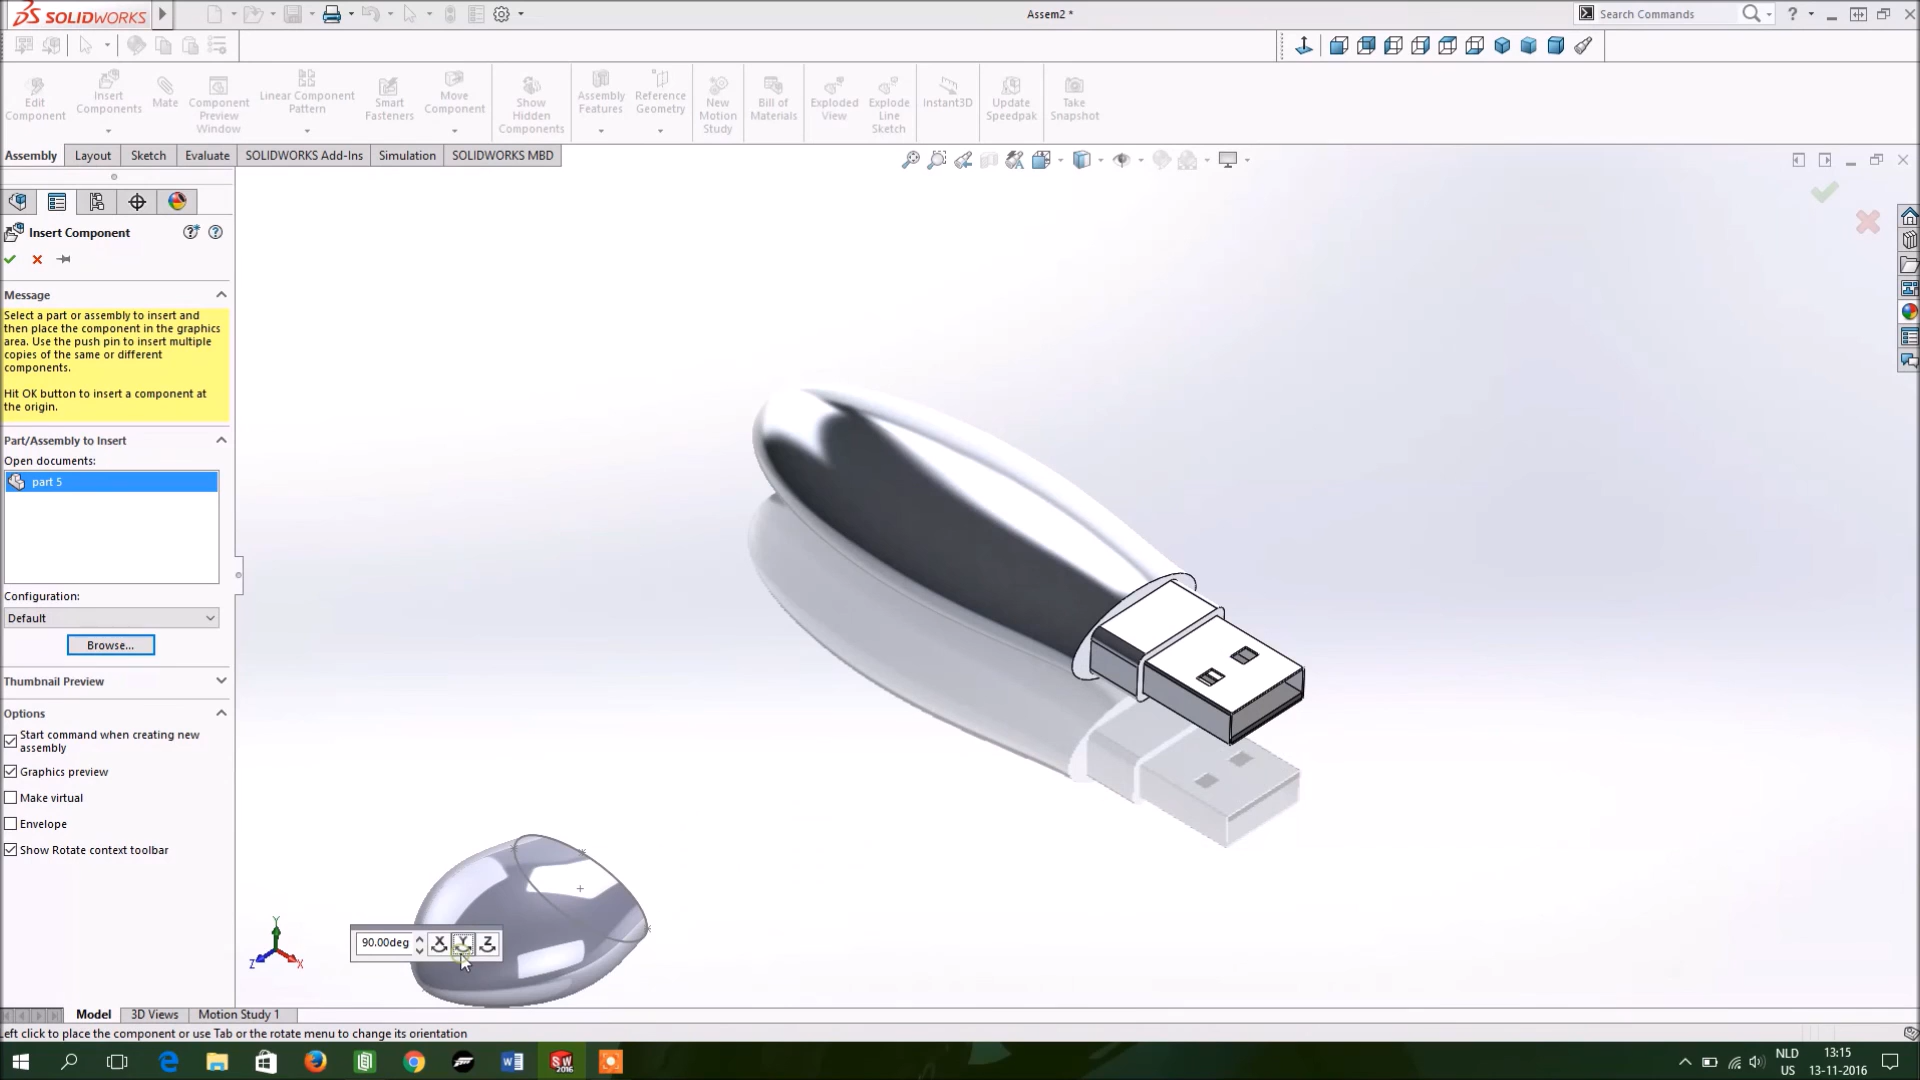 SOLIDWORKS
Assem2 *
Search Commands
?
Edit Component
Insert Components
Mate
Component Preview Window
Linear Component Pattern
Smart Fasteners
Move Component
Show Hidden Components
Assembly Features
Reference Geometry
New Motion Study
Bill of Materials
Exploded View
Explode Line Sketch
Instant3D
Update Speedpak
Take Snapshot
Assembly
Layout
Sketch
Evaluate
SOLIDWORKS Add-Ins
Simulation
SOLIDWORKS MBD
Insert Component
Message
Select a part or assembly to insert and
then place the component in the graphics
area. Use the push pin to insert multiple
copies of the same or different
components.
Hit OK button to insert a component at
the origin.
Part/Assembly to Insert
Open documents:
part 5
Configuration:
Default
Browse...
Thumbnail Preview
Options
Start command when creating new
assembly
Graphics preview
Make virtual
Envelope
Show Rotate context toolbar
90.00deg
X
Y
Z
Y
Z
X
Model
3D Views
Motion Study 1
Left click to place the component or use Tab or the rotate menu to change its orientation
SW
2016
NLD
US
13:15
13-11-2016